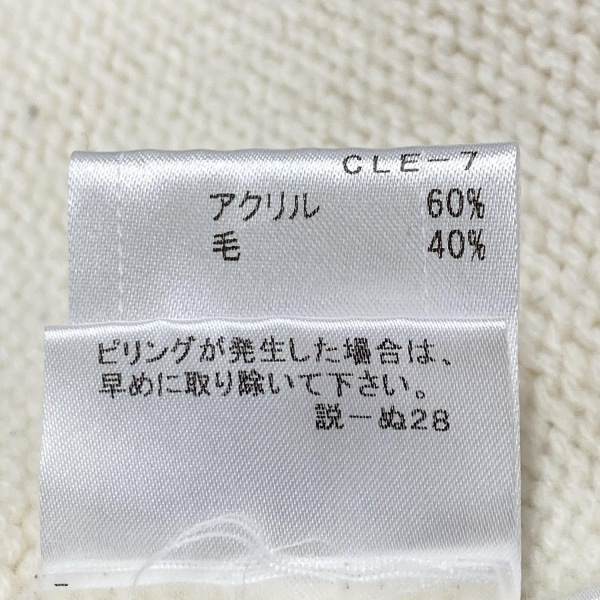 CLE-7
アクリル 60%
毛 40%
ピリングが発生した場合は、
早めに取り除いて下さい。
説-ぬ28